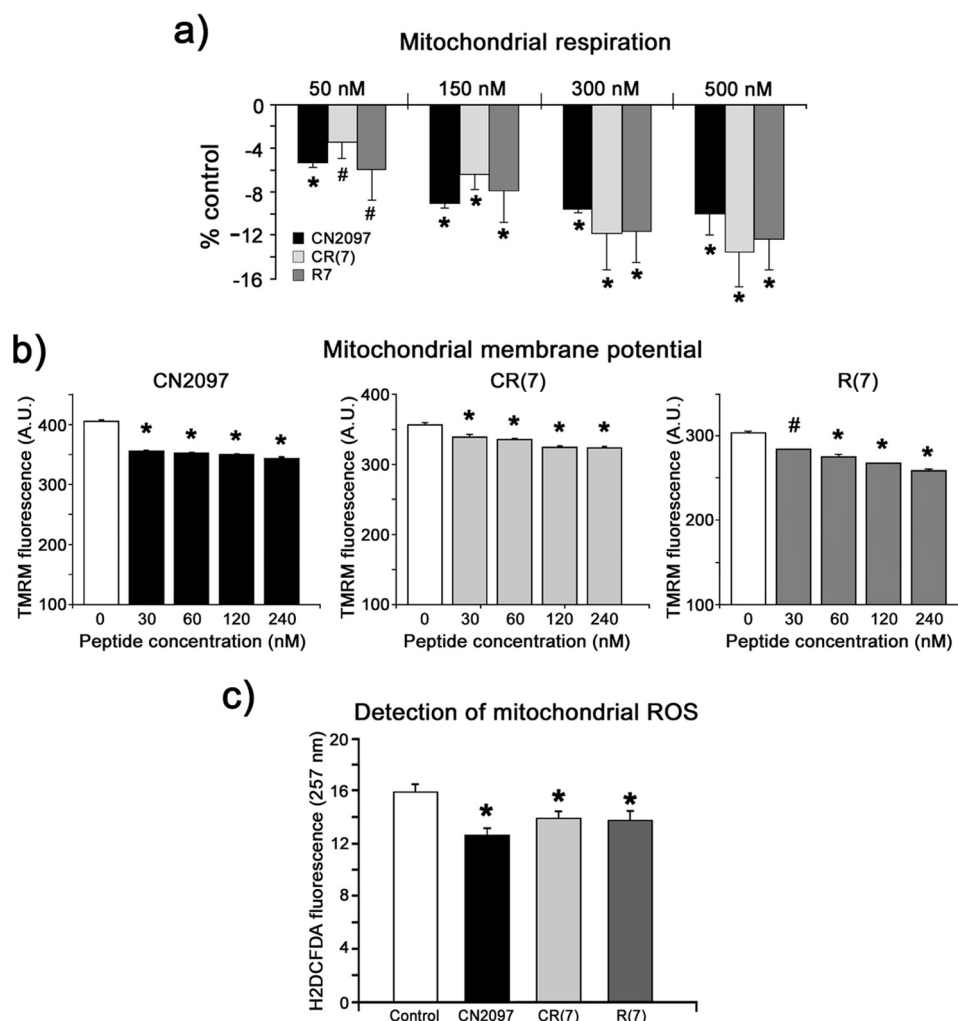 a)
Mitochondrial respiration
50 nM 150 nM 300 nM 500 nM
0
-4
-8
-12
-16
% control
* # #
* * *
* * *
* * *
CN2097
CR(7)
R7
b)
Mitochondrial membrane potential
CN2097
TMRM fluorescence (A.U.)
400
300
200
100
* * * *
0 30 60 120 240
Peptide concentration (nM)
CR(7)
TMRM fluorescence (A.U.)
400
300
200
100
* * * *
0 30 60 120 240
Peptide concentration (nM)
R(7)
TMRM fluorescence (A.U.)
300
200
100
# * * *
0 30 60 120 240
Peptide concentration (nM)
c)
Detection of mitochondrial ROS
H2DCFDA fluorescence (257 nm)
20
16
12
8
4
0
* * *
Control CN2097 CR(7) R(7)